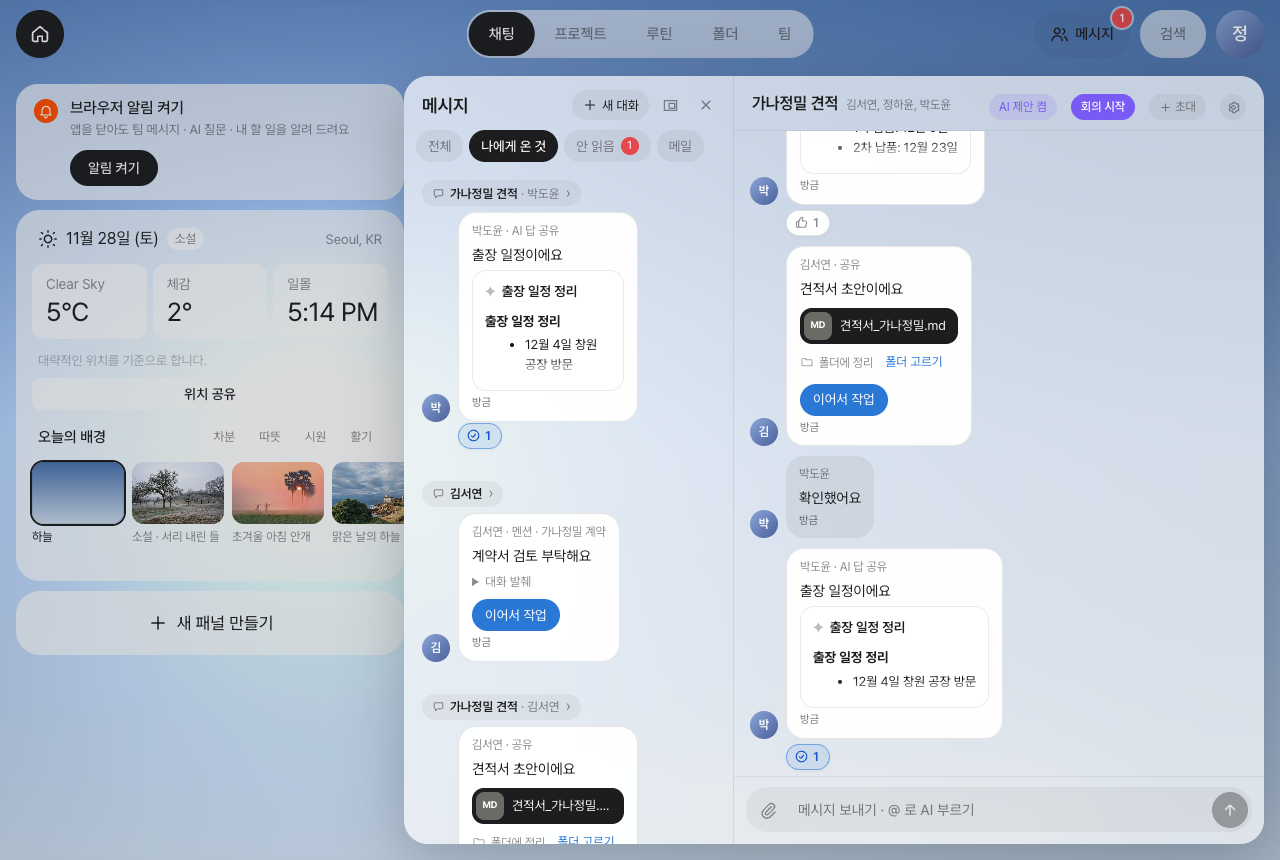 채팅
프로젝트
루틴
폴더
팀
메시지
1
검색
정
브라우저 알림 켜기
앱을 닫아도 팀 메시지 · AI 질문 · 내 할 일을 알려 드려요
알림 켜기
11월 28일 (토)
소설
Seoul, KR
Clear Sky
5°C
체감
2°
일몰
5:14 PM
대략적인 위치를 기준으로 합니다.
위치 공유
오늘의 배경
차분
따뜻
시원
활기
하늘
소설 · 서리 내린 들
초겨울 아침 안개
맑은 날의 하늘
새 패널 만들기
메시지
새 대화
전체
나에게 온 것
안 읽음
1
메일
가나정밀 견적 · 박도윤
박도윤 · AI 답 공유
출장 일정이에요
출장 일정 정리
출장 일정 정리
• 12월 4일 창원
공장 방문
방금
박
1
김서연
김서연 · 멘션 · 가나정밀 계약
계약서 검토 부탁해요
대화 발췌
이어서 작업
방금
김
가나정밀 견적 · 김서연
김서연 · 공유
견적서 초안이에요
MD
견적서_가나정밀....
폴더에 정리
폴더 고르기
가나정밀 견적
김서연, 정하윤, 박도윤
AI 제안 켬
회의 시작
초대
• 2차 납품: 12월 23일
방금
박
1
김서연 · 공유
견적서 초안이에요
MD
견적서_가나정밀.md
폴더에 정리
폴더 고르기
이어서 작업
방금
김
박도윤
확인했어요
방금
박
박도윤 · AI 답 공유
출장 일정이에요
출장 일정 정리
출장 일정 정리
• 12월 4일 창원 공장 방문
방금
박
1
메시지 보내기 · @ 로 AI 부르기